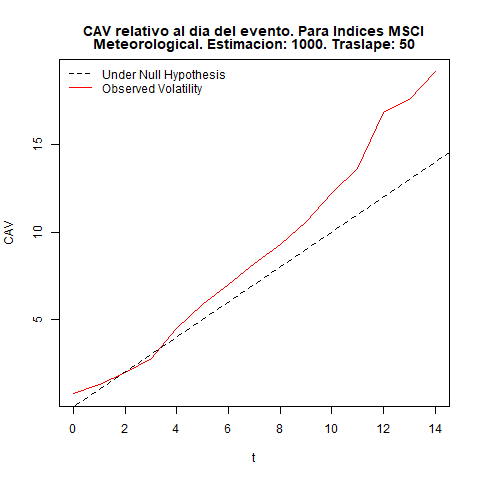 CAV relativo al dia del evento. Para Indices MSCI
Meteorological. Estimacion: 1000. Traslape: 50
Under Null Hypothesis
Observed Volatility
CAV
15
10
5
0 2 4 6 8 10 12 14
t